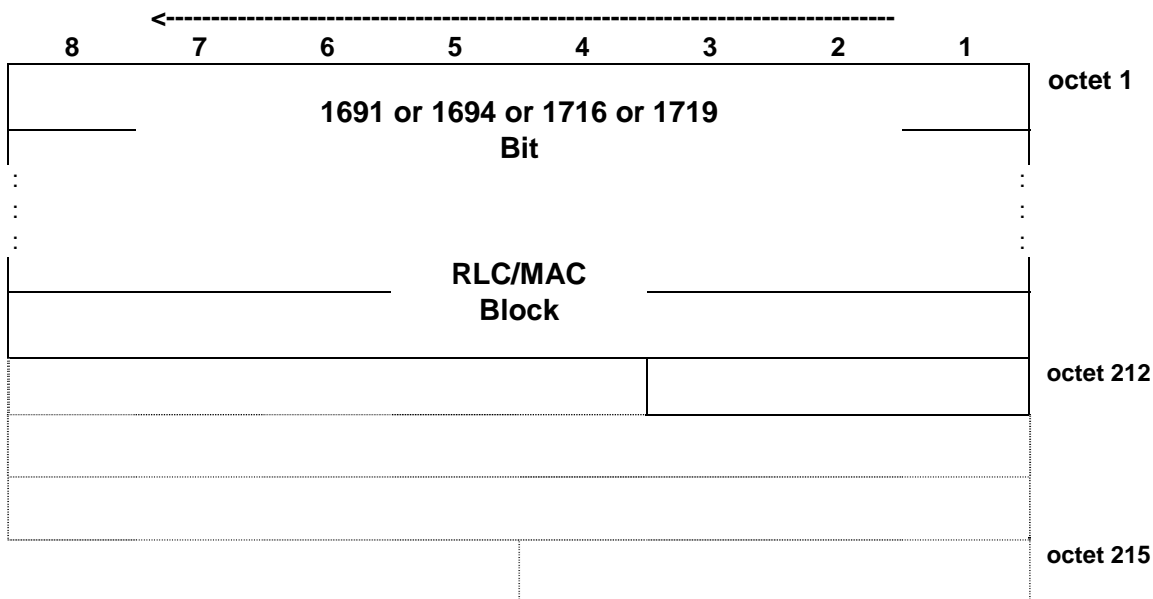 <--------------------------------------------------------------------------------
8 7 6 5 4 3 2 1
octet 1
1691 or 1694 or 1716 or 1719
Bit
: :
: :
: :
RLC/MAC
Block
octet 212
octet 215